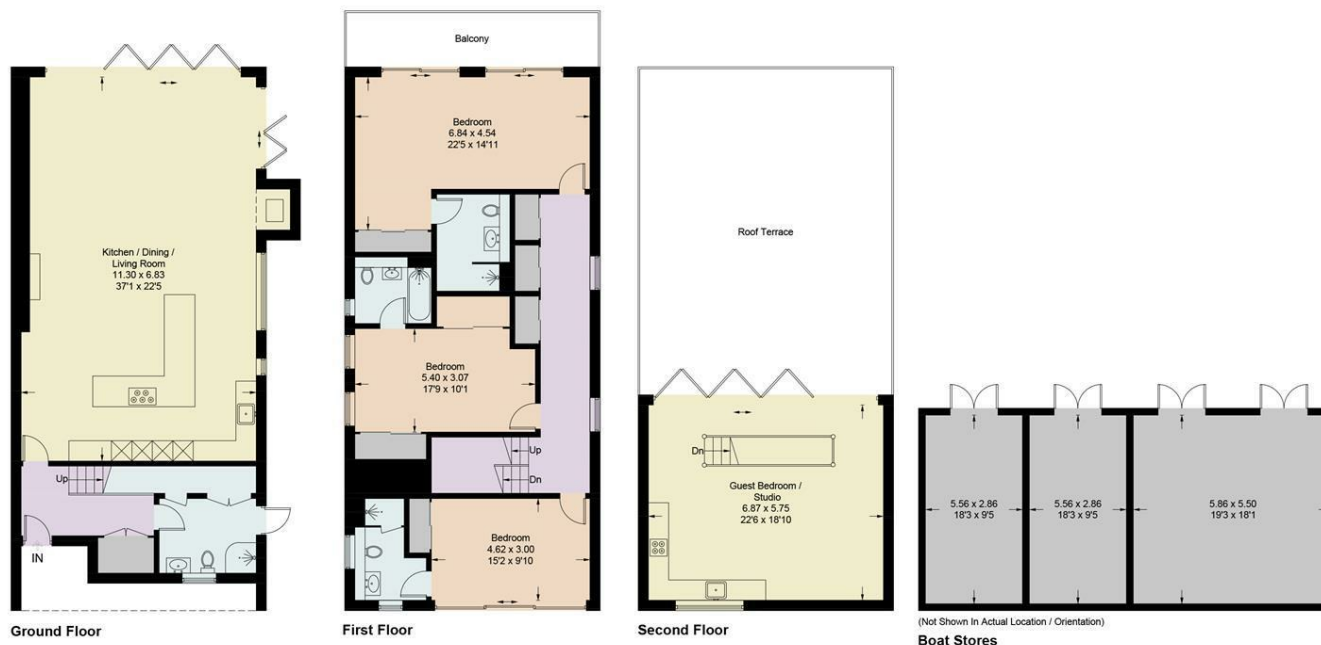 Kitchen / Dining /
Living Room
11.30 x 6.83
37'1 x 22'5
Up
IN
Ground Floor
Balcony
Bedroom
6.84 x 4.54
22'5 x 14'11
Bedroom
5.40 x 3.07
17'9 x 10'1
Up
Dn
Bedroom
4.62 x 3.00
15'2 x 9'10
First Floor
Roof Terrace
Dn
Guest Bedroom /
Studio
6.87 x 5.75
22'6 x 18'10
Second Floor
5.56 x 2.86
18'3 x 9'5
5.56 x 2.86
18'3 x 9'5
5.86 x 5.50
19'3 x 18'1
(Not Shown In Actual Location / Orientation)
Boat Stores